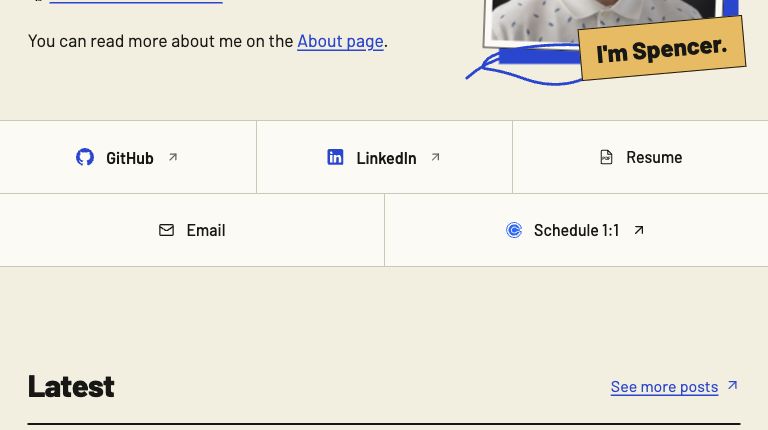 You can read more about me on the About page.
I'm Spencer.
GitHub
LinkedIn
Resume
Email
Schedule 1:1
Latest
See more posts